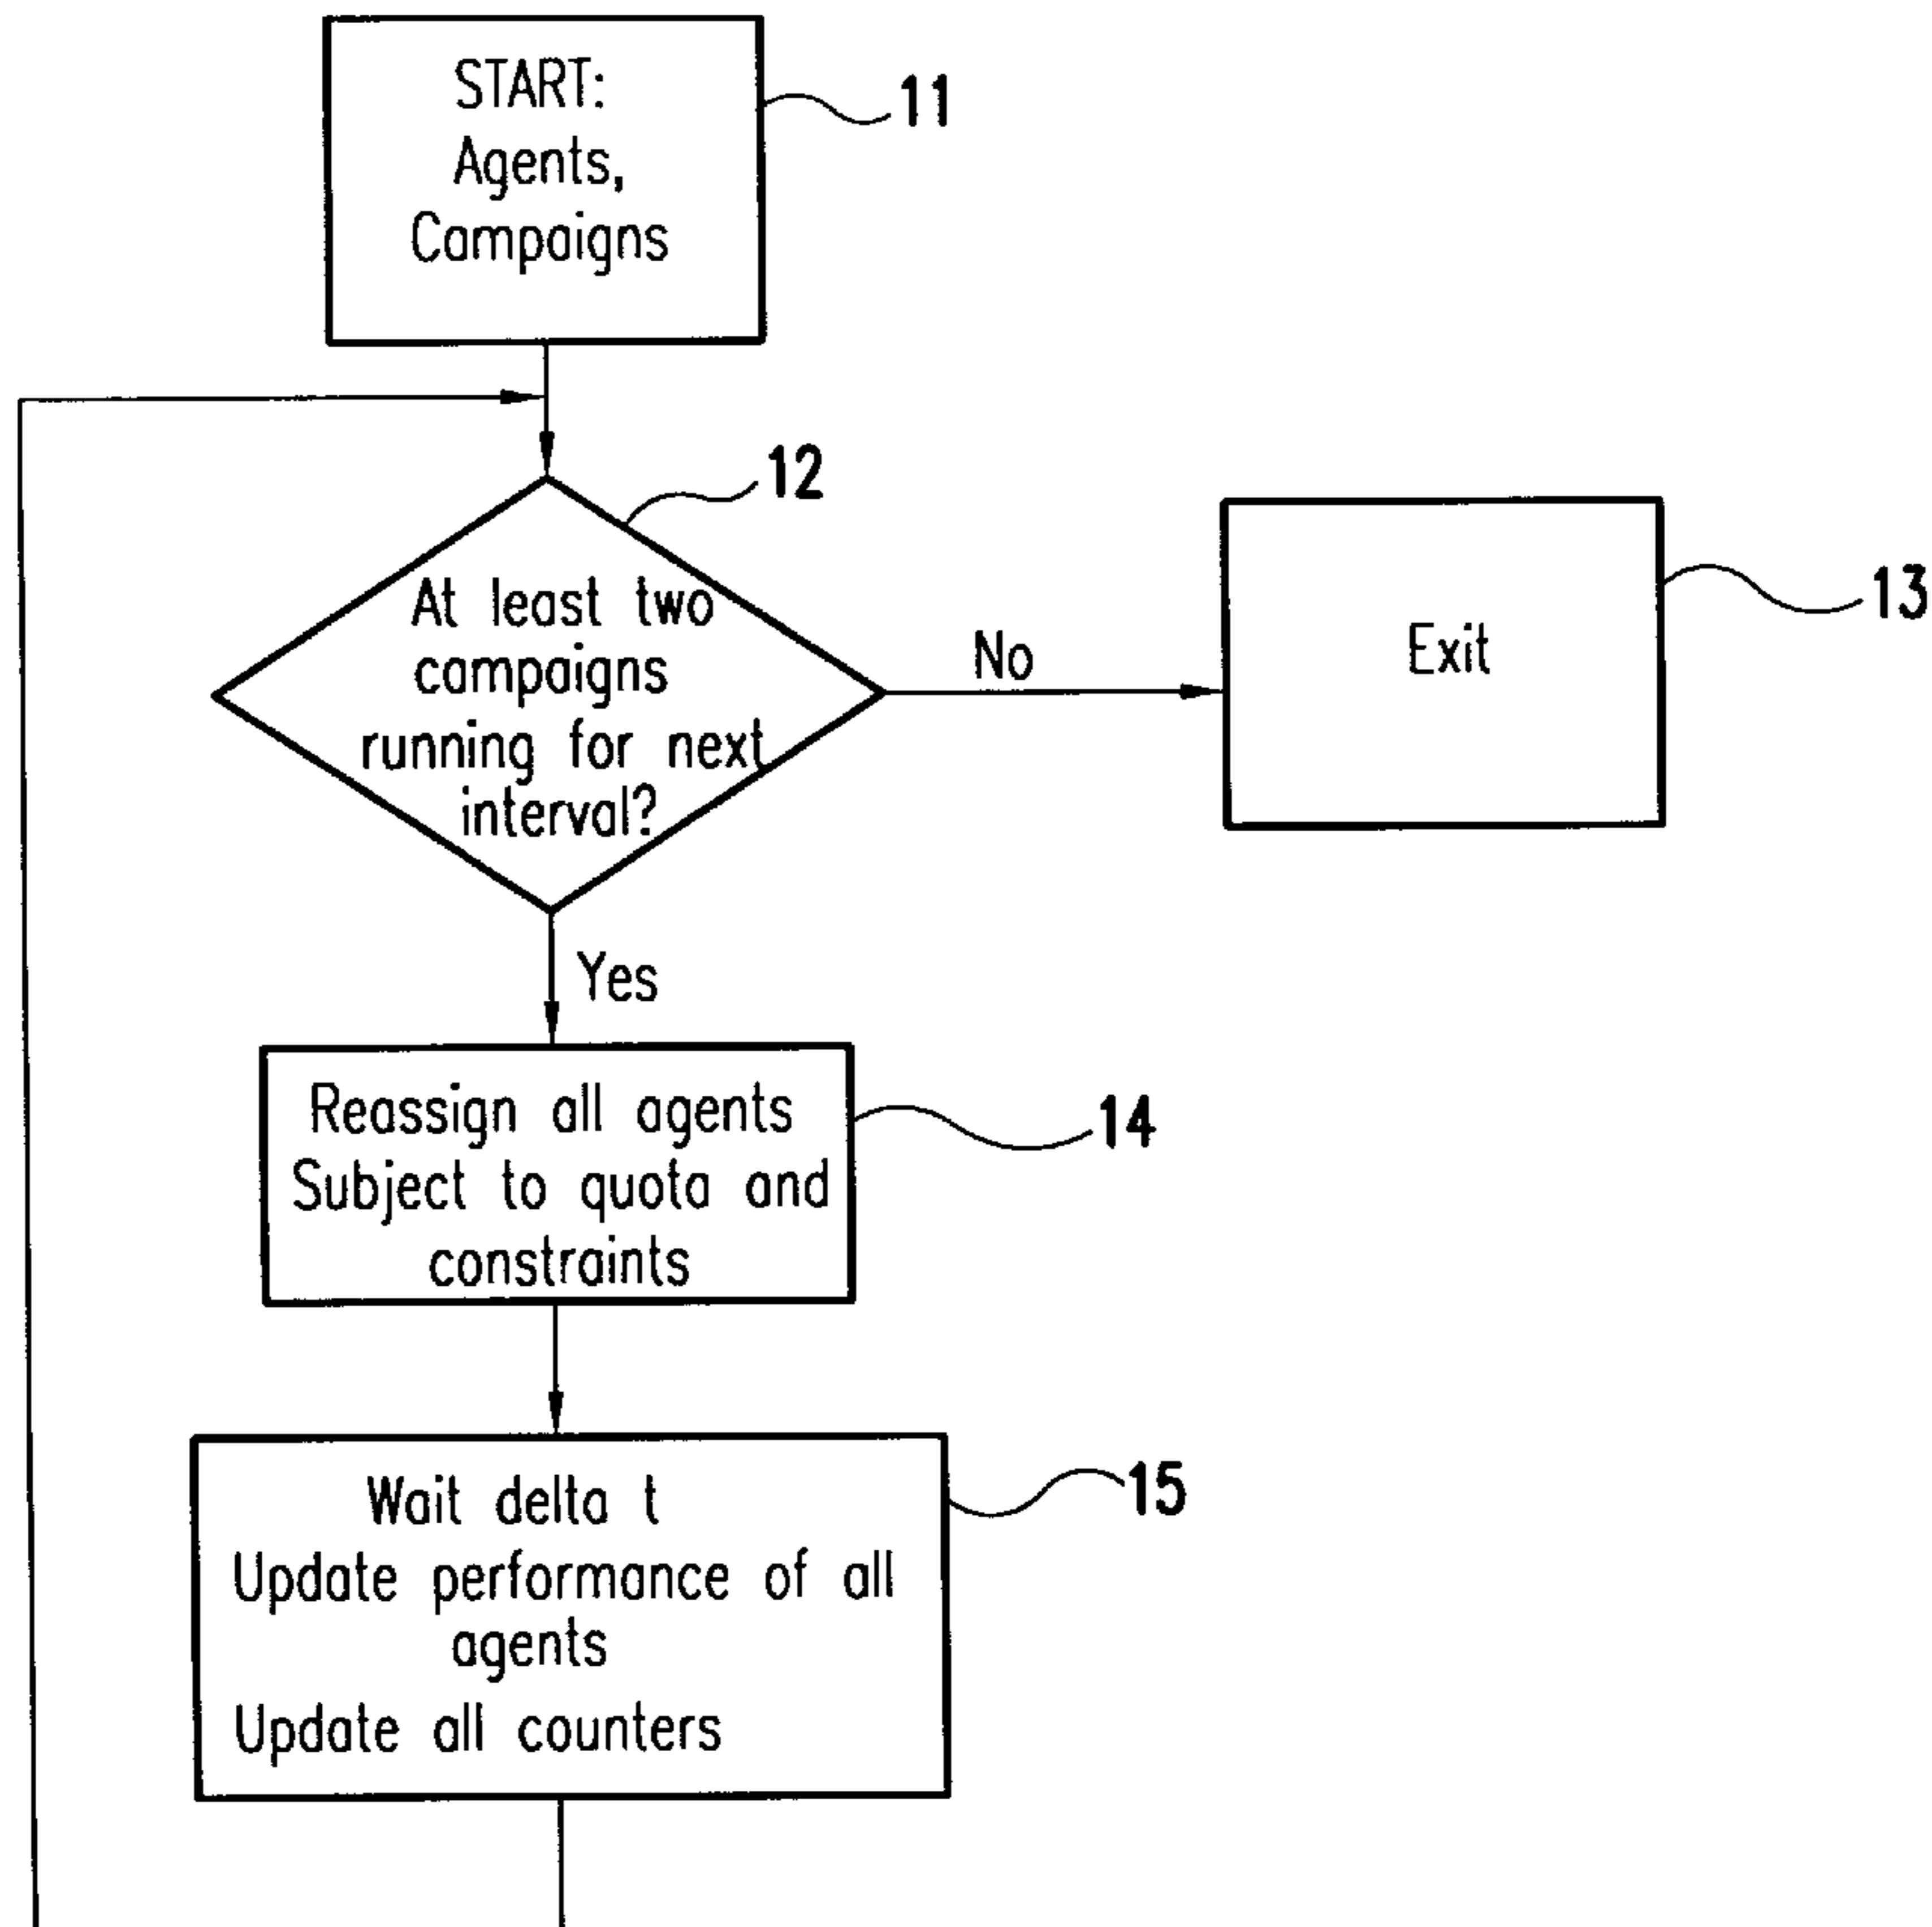 START:
Agents,
Campaigns
11
12
At least two
campaigns
running for next
interval?
No
Exit
13
Yes
Reassign all agents
Subject to quota and
constraints
14
Wait delta t
Update performance of all
agents
Update all counters
15